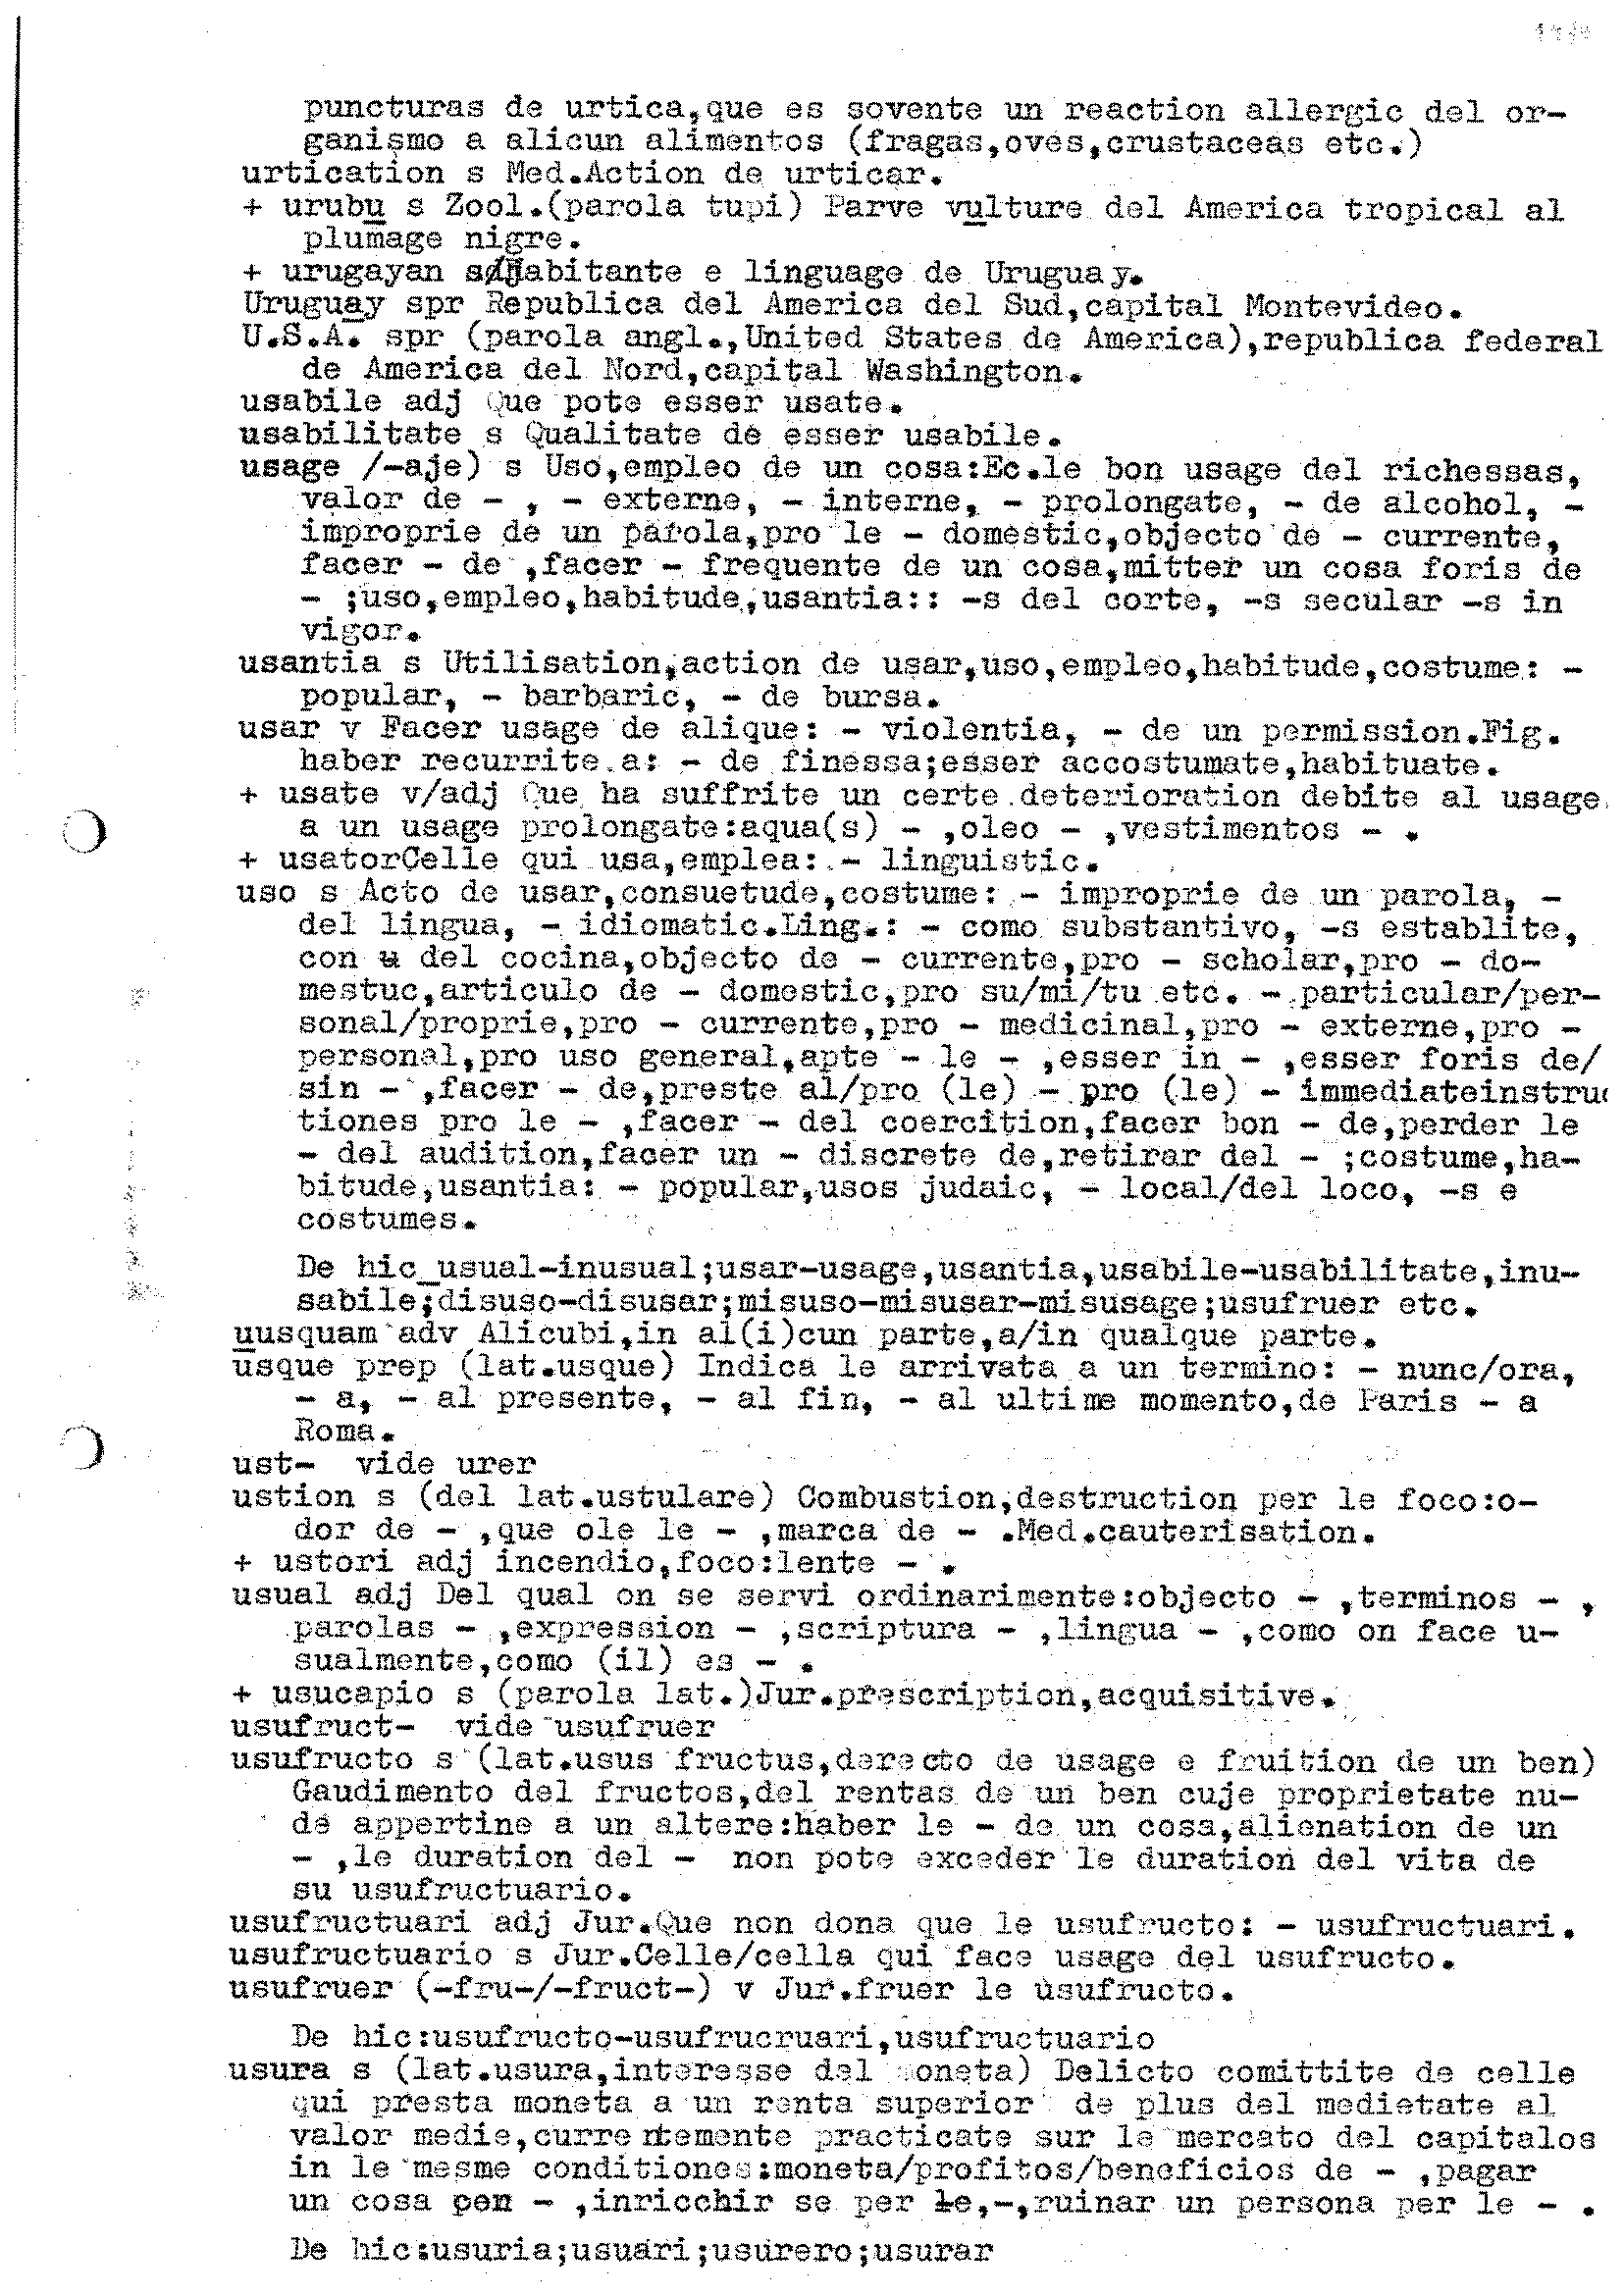 puncturas de urtica,que es sovente un reaction allergic del or-
ganismo a alicun alimentos (fragas,oves,crustaceas etc.)
urtication s Med.Action de urticar.
+ urubu s Zool.(parola tupi) Parve vulture del America tropical al
plumage nigre.
+ urugayan s Habitante e linguage de Uruguay.
Uruguay spr Republica del America del Sud,capital Montevideo.
U.S.A. spr (parola angl.,United States de America),republica federal
de America del Nord,capital Washington.
usabile adj Que pote esser usate.
usabilitate s Qualitate de esser usabile.
usage /-aje) s Uso,empleo de un cosa:Ec.le bon usage del richessas,
valor de - , - externe, - interne, - prolongate, - de alcohol, -
improprie de un parola,pro le - domestic,objecto de - currente,
facer - de ,facer - frequente de un cosa,mitter un cosa foris de
- ;uso,empleo,habitude,usantia:: -s del corte, -s secular -s in
vigor.
usantia s Utilisation,action de usar,uso,empleo,habitude,costume: -
popular, - barbaric, - de bursa.
usar v Facer usage de alique: - violentia, - de un permission.Fig.
haber recurrite a: - de finessa;esser accostumate,habituate.
+ usate v/adj Que ha suffrite un certe deterioration debite al usage
a un usage prolongate:aqua(s) - ,oleo - ,vestimentos - .
+ usatorCelle qui usa,emplea: - linguistic.
uso s Acto de usar,consuetude,costume: - improprie de un parola, -
del lingua, - idiomatic.Ling.: - como substantivo, -s establite,
con u del cocina,objecto de - currente,pro - scholar,pro - do-
mestuc,articulo de - domestic,pro su/mi/tu etc. - particular/per-
sonal/proprie,pro - currente,pro - medicinal,pro - externe,pro -
personal,pro uso general,apte - le - ,esser in - ,esser foris de/
sin - ,facer - de,preste al/pro (le) - pro (le) - immediateinstruc
tiones pro le - ,facer - del coercition,facer bon - de,perder le
- del audition,facer un - discrete de,retirar del - ;costume,ha-
bitude,usantia: - popular,usos judaic, - local/del loco, -s e
costumes.
De hic usual-inusual;usar-usage,usantia,usabile-usabilitate,inu-
sabile;disuso-disusar;misuso-misusar-misusage;usufruer etc.
uusquam adv Alicubi,in al(i)cun parte,a/in qualque parte.
usque prep (lat.usque) Indica le arrivata a un termino: - nunc/ora,
- a, - al presente, - al fin, - al ultime momento,de Paris - a
Roma.
ust- vide urer
ustion s (del lat.ustulare) Combustion,destruction per le foco:o-
dor de - ,que ole le - ,marca de - .Med.cauterisation.
+ ustori adj incendio,foco:lente - .
usual adj Del qual on se servi ordinarimente:objecto - ,terminos - ,
parolas - ,expression - ,scriptura - ,lingua - ,como on face u-
sualmente,como (il) es - .
+ usucapio s (parola lat.)Jur.prescription,acquisitive.
usufruct- vide usufruer
usufructo s (lat.usus fructus,derecto de usage e fruition de un ben)
Gaudimento del fructos,del rentas de un ben cuje proprietate nu-
de appertine a un altere:haber le - de un cosa,alienation de un
- ,le duration del - non pote exceder le duration del vita de
su usufructuario.
usufructuari adj Jur.Que non dona que le usufructo: - usufructuari.
usufructuario s Jur.Celle/cella qui face usage del usufructo.
usufruer (-fru-/-fruct-) v Jur.fruer le usufructo.
De hic:usufructo-usufrucruari,usufructuario
usura s (lat.usura,interesse del moneta) Delicto comittite de celle
qui presta moneta a un renta superior de plus del medietate al
valor medie,currentemente practicate sur le mercato del capitalos
in le mesme conditiones:moneta/profitos/beneficios de - ,pagar
un cosa con - ,inricchir se per le,-,ruinar un persona per le - .
De hic:usuria;usuari;usurero;usurar